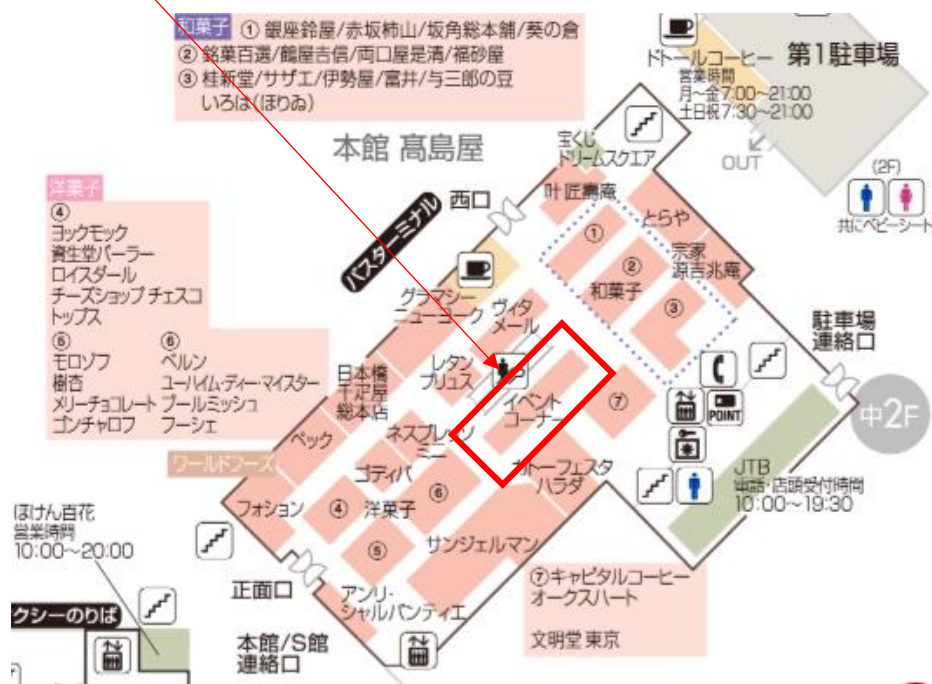 和菓子 ① 銀座鈴屋/赤坂柿山/坂角総本舖/葵の倉
② 銘菓百選/鶴屋吉信/両口屋是清/福砂屋
③ 桂新堂/サザエ/伊勢屋/富井/与三郎の豆
いろは(ほりゐ)
ドトールコーヒー
営業時間
月〜金7:00〜21:00
土日祝7:30〜21:00
第1駐車場
OUT
(2F)
共にベビーシート
本館 髙島屋
宝くじ
ドリームスクエア
西口
バスターミナル
叶 匠壽庵
とらや
宗家
源吉兆庵
①
②
和菓子
③
洋菓子
④
ヨックモック
資生堂パーラー
ロイスダール
チーズショップ チェスコ
トップス
⑤
モロゾフ
樹杏
メリーチョコレート
ゴンチャロフ
⑥
ベルン
ユーハイム・ディー・マイスター
ブールミッシュ
フーシェ
ワールドフーズ
グラマシー
ニューヨーク
ヴィタ
メール
レタン
プリュス
日本橋
千疋屋
総本店
イベント
コーナー
⑦
駐車場
連絡口
POINT
中2F
ペック
ネスプレッソ
ミニ
ゴディバ
ガトーフェスタ
ハラダ
JTB
電話・店頭受付時間
10:00〜19:30
フォション
④
洋菓子
⑥
⑤
サンジェルマン
ほけん百花
営業時間
10:00〜20:00
正面口
アンリ・
シャルパンティエ
⑦キャピタルコーヒー
オークスハート
文明堂 東京
クシーのりば
本館/S館
連絡口